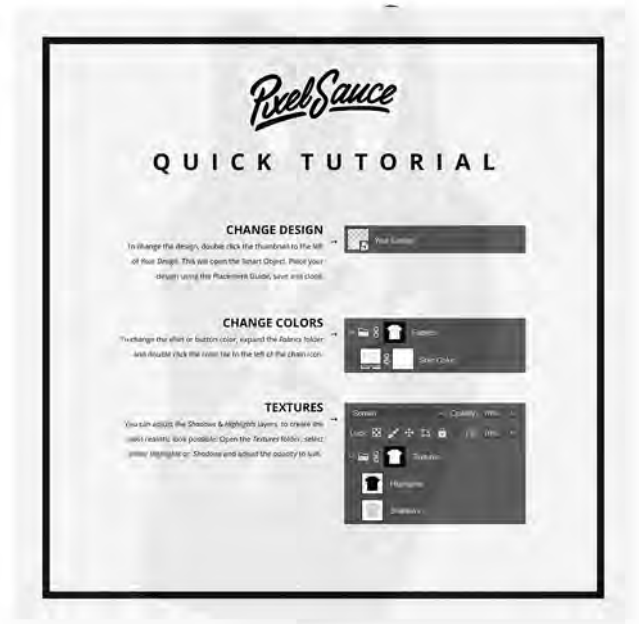 PixelSauce
QUICK TUTORIAL
CHANGE DESIGN
To change the design, double click the thumbnail to the left
of Your Design. This will open the Smart Object. Place your
design using the Placement Guide, save and close.
Your Design
CHANGE COLORS
To change the shirt or button color, expand the Fabrics folder
and double click the color tile to the left of the chain icon.
Fabrics
Shirt Color
TEXTURES
You can adjust the Shadows & Highlights layers, to create the
most realistic look possible. Open the Textures folder, select
either Highlights or Shadows and adjust the opacity to suit.
Screen
Opacity:
Lock:
Textures
Highlights
Shadows